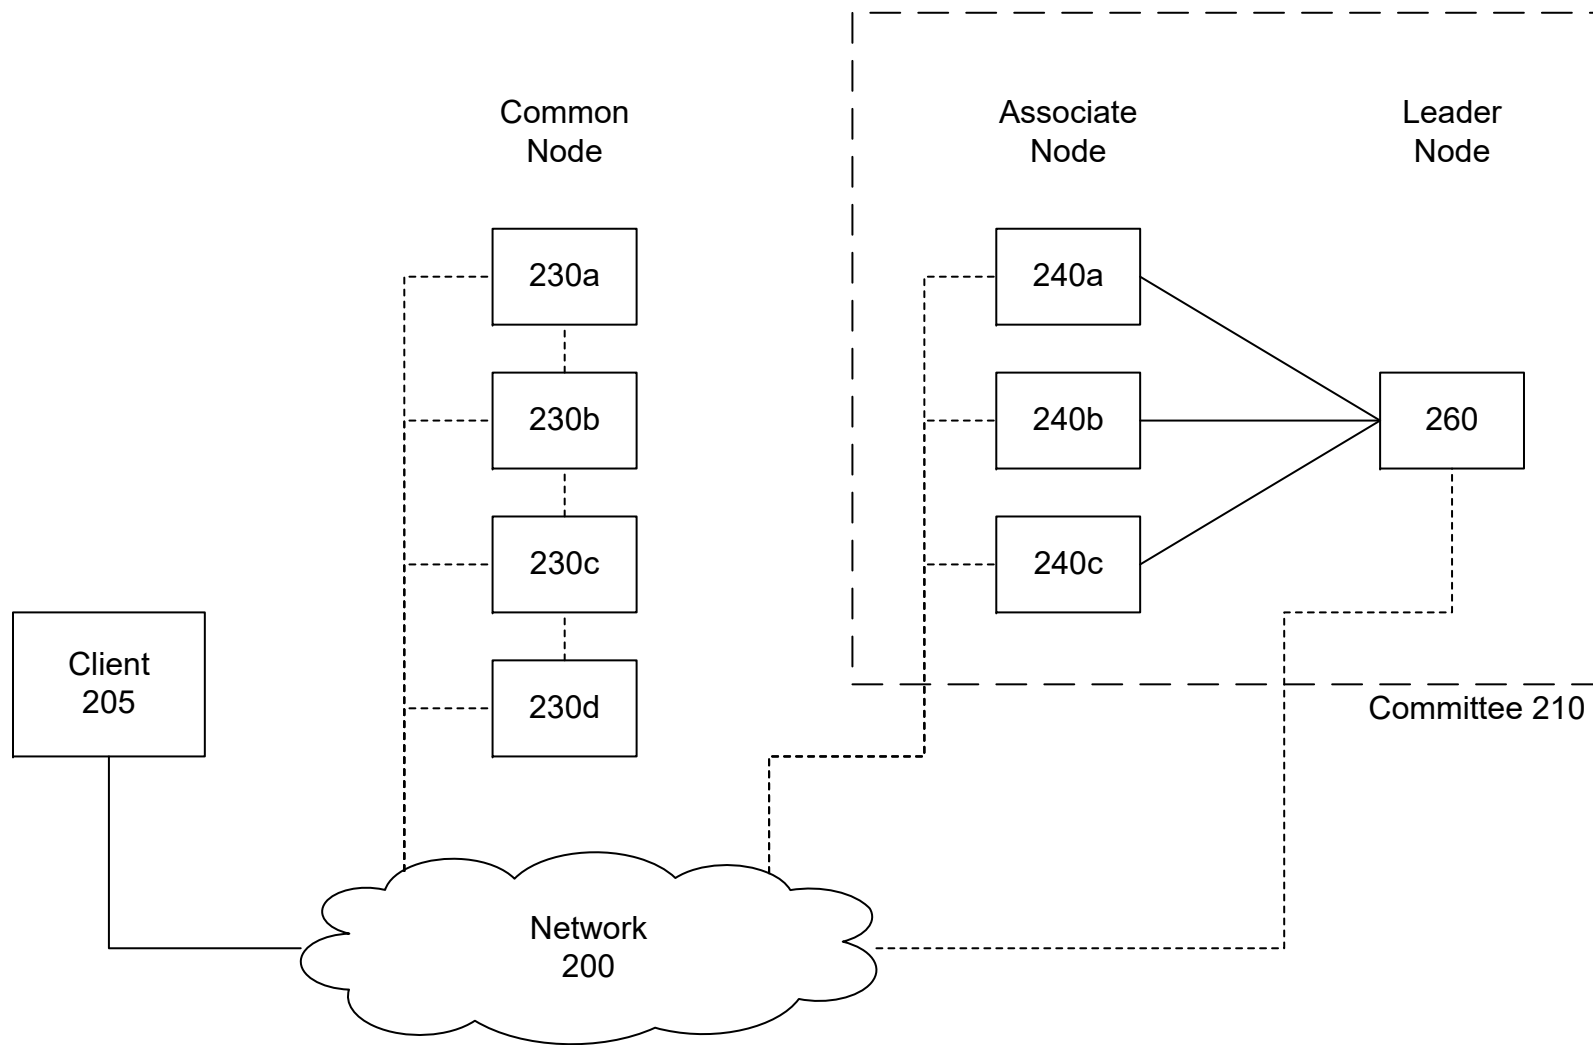 Common
Node
Associate
Node
Leader
Node
230a
240a
230b
240b
260
230c
240c
Client
205
230d
Committee 210
Network
200